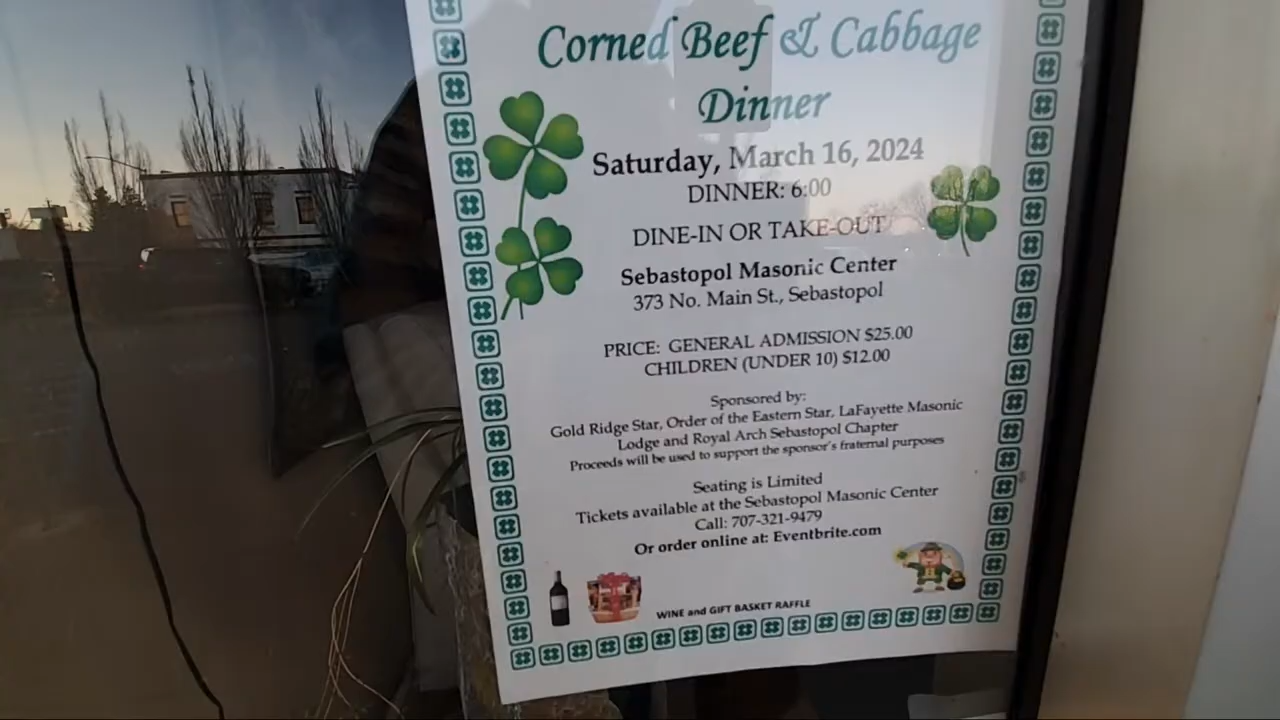 Corned Beef & Cabbage
Dinner
Saturday, March 16, 2024
DINNER: 6:00
DINE-IN OR TAKE-OUT
Sebastopol Masonic Center
373 No. Main St., Sebastopol
PRICE: GENERAL ADMISSION $25.00
CHILDREN (UNDER 10) $12.00
Sponsored by:
Gold Ridge Star, Order of the Eastern Star, LaFayette Masonic
Lodge and Royal Arch Sebastopol Chapter
Proceeds will be used to support the sponsor's fraternal purposes
Seating is Limited
Tickets available at the Sebastopol Masonic Center
Call: 707-321-9479
Or order online at: Eventbrite.com
WINE and GIFT BASKET RAFFLE